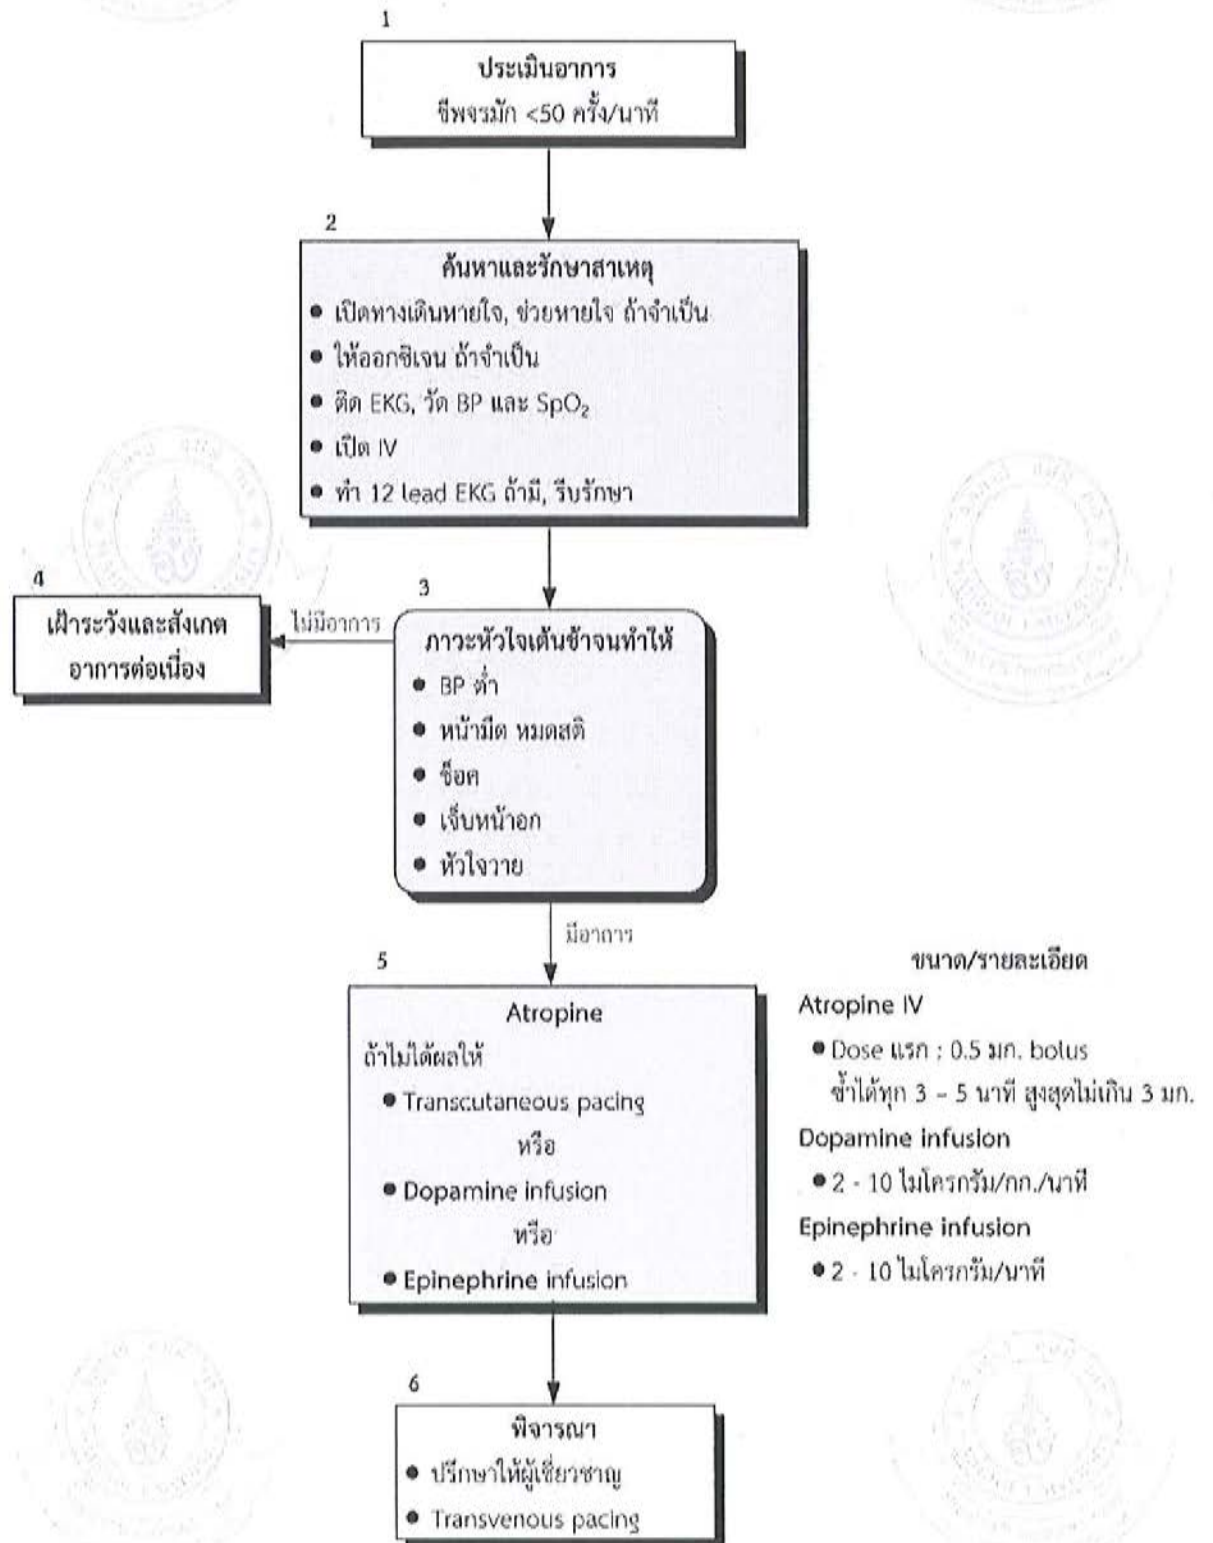 1
ประเมินอาการ
ชีพจรมัก <50 ครั้ง/นาที
2
ค้นหาและรักษาสาเหตุ
● เปิดทางเดินหายใจ, ช่วยหายใจ ถ้าจำเป็น
● ให้ออกซิเจน ถ้าจำเป็น
● ติด EKG, วัด BP และ SpO₂
● เปิด IV
● ทำ 12 lead EKG ถ้ามี, รีบรักษา
3
ภาวะหัวใจเต้นช้าจนทำให้
● BP ต่ำ
● หน้ามืด หมดสติ
● ช็อค
● เจ็บหน้าอก
● หัวใจวาย
ไม่มีอาการ
4
เฝ้าระวังและสังเกต
อาการต่อเนื่อง
มีอาการ
5
Atropine
ถ้าไม่ได้ผลให้
● Transcutaneous pacing
หรือ
● Dopamine infusion
หรือ
● Epinephrine infusion
ขนาด/รายละเอียด
Atropine IV
● Dose แรก : 0.5 มก. bolus
ซ้ำได้ทุก 3 – 5 นาที สูงสุดไม่เกิน 3 มก.
Dopamine infusion
● 2 - 10 ไมโครกรัม/กก./นาที
Epinephrine infusion
● 2 - 10 ไมโครกรัม/นาที
6
พิจารณา
● ปรึกษาให้ผู้เชี่ยวชาญ
● Transvenous pacing